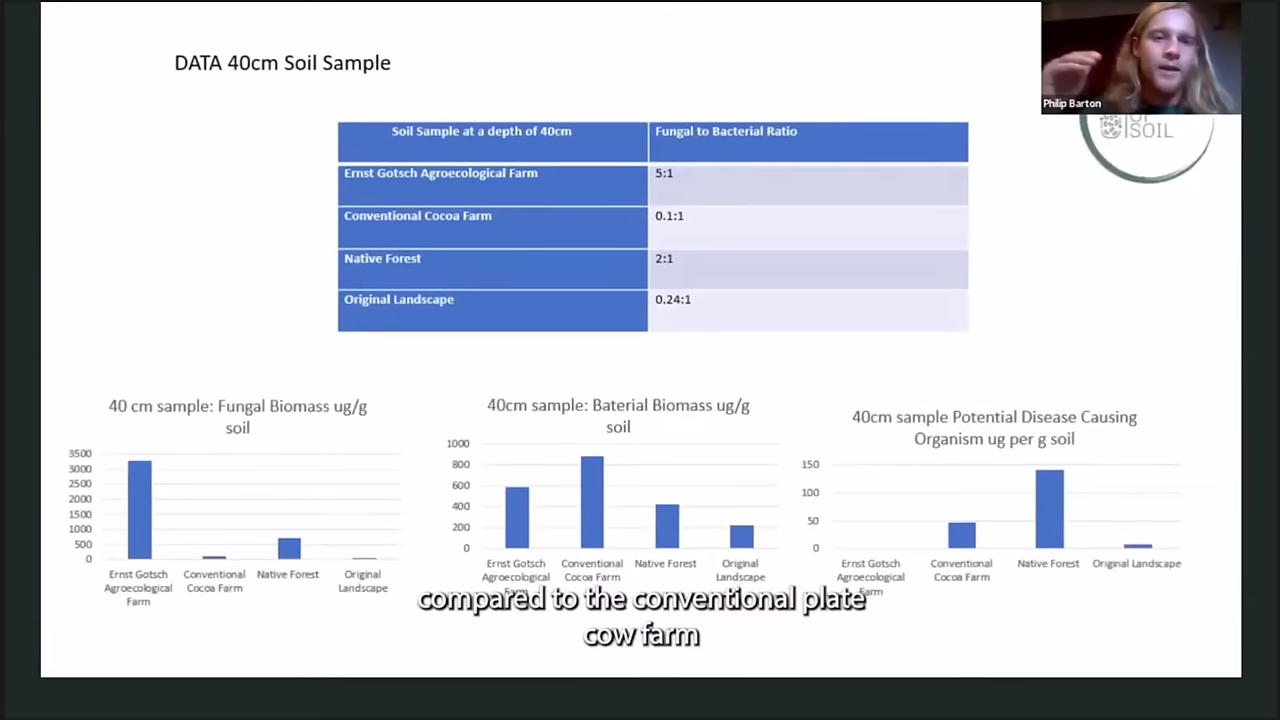 DATA 40cm Soil Sample
Philip Barton
SOIL
Soil Sample at a depth of 40cm
Fungal to Bacterial Ratio
Ernst Gotsch Agroecological Farm
5:1
Conventional Cocoa Farm
0.1:1
Native Forest
2:1
Original Landscape
0.24:1
40 cm sample: Fungal Biomass ug/g
soil
3500
3000
2500
2000
1500
1000
500
0
Ernst Gotsch
Agroecological
Farm
Conventional
Cocoa Farm
Native Forest
Original
Landscape
40cm sample: Baterial Biomass ug/g
soil
1000
800
600
400
200
0
Ernst Gotsch
Agroecological
Conventional
Cocoa Farm
Native Forest
Original
Landscape
40cm sample Potential Disease Causing
Organism ug per g soil
150
100
50
0
Ernst Gotsch
Agroecological
Farm
Conventional
Cocoa Farm
Native Forest
Original Landscape
compared to the conventional plate
cow farm